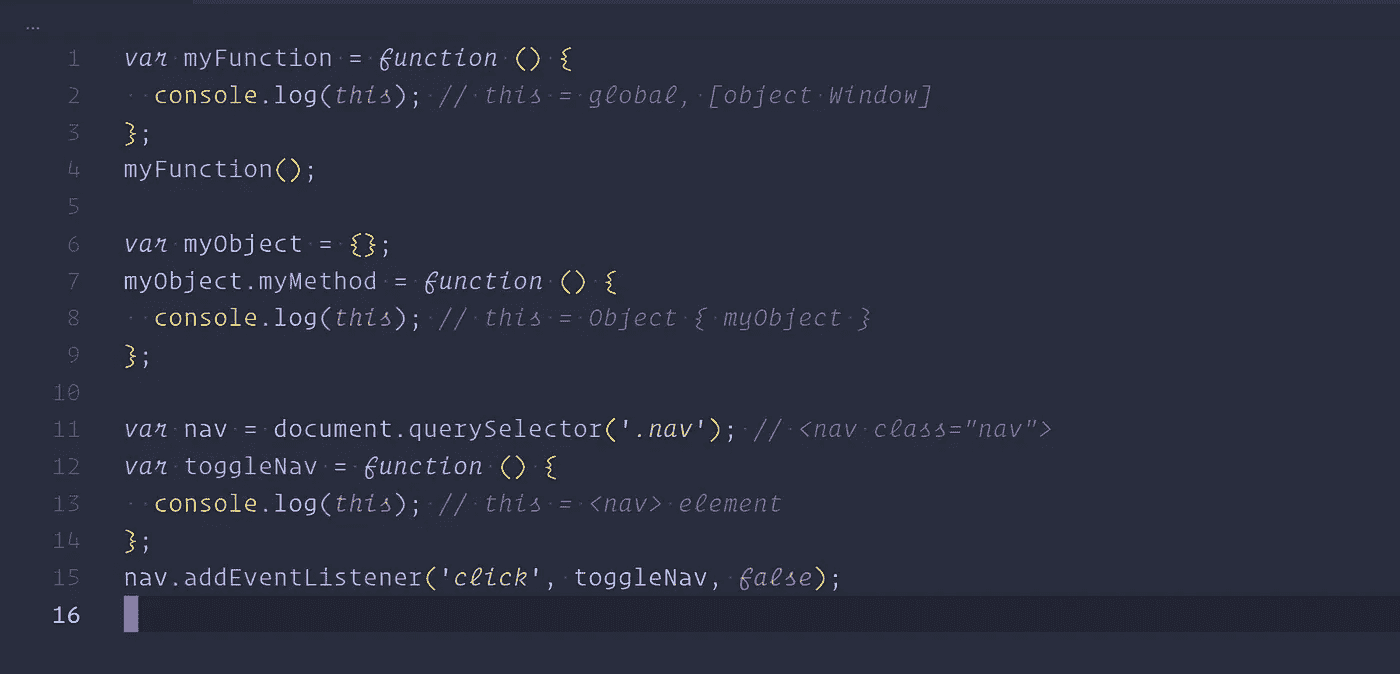 ...
1 var myFunction = function () {
2   console.log(this); // this = global, [object Window]
3 };
4 myFunction();
5
6 var myObject = {};
7 myObject.myMethod = function () {
8   console.log(this); // this = Object { myObject }
9 };
10
11 var nav = document.querySelector('.nav'); // <nav class="nav">
12 var toggleNav = function () {
13   console.log(this); // this = <nav> element
14 };
15 nav.addEventListener('click', toggleNav, false);
16